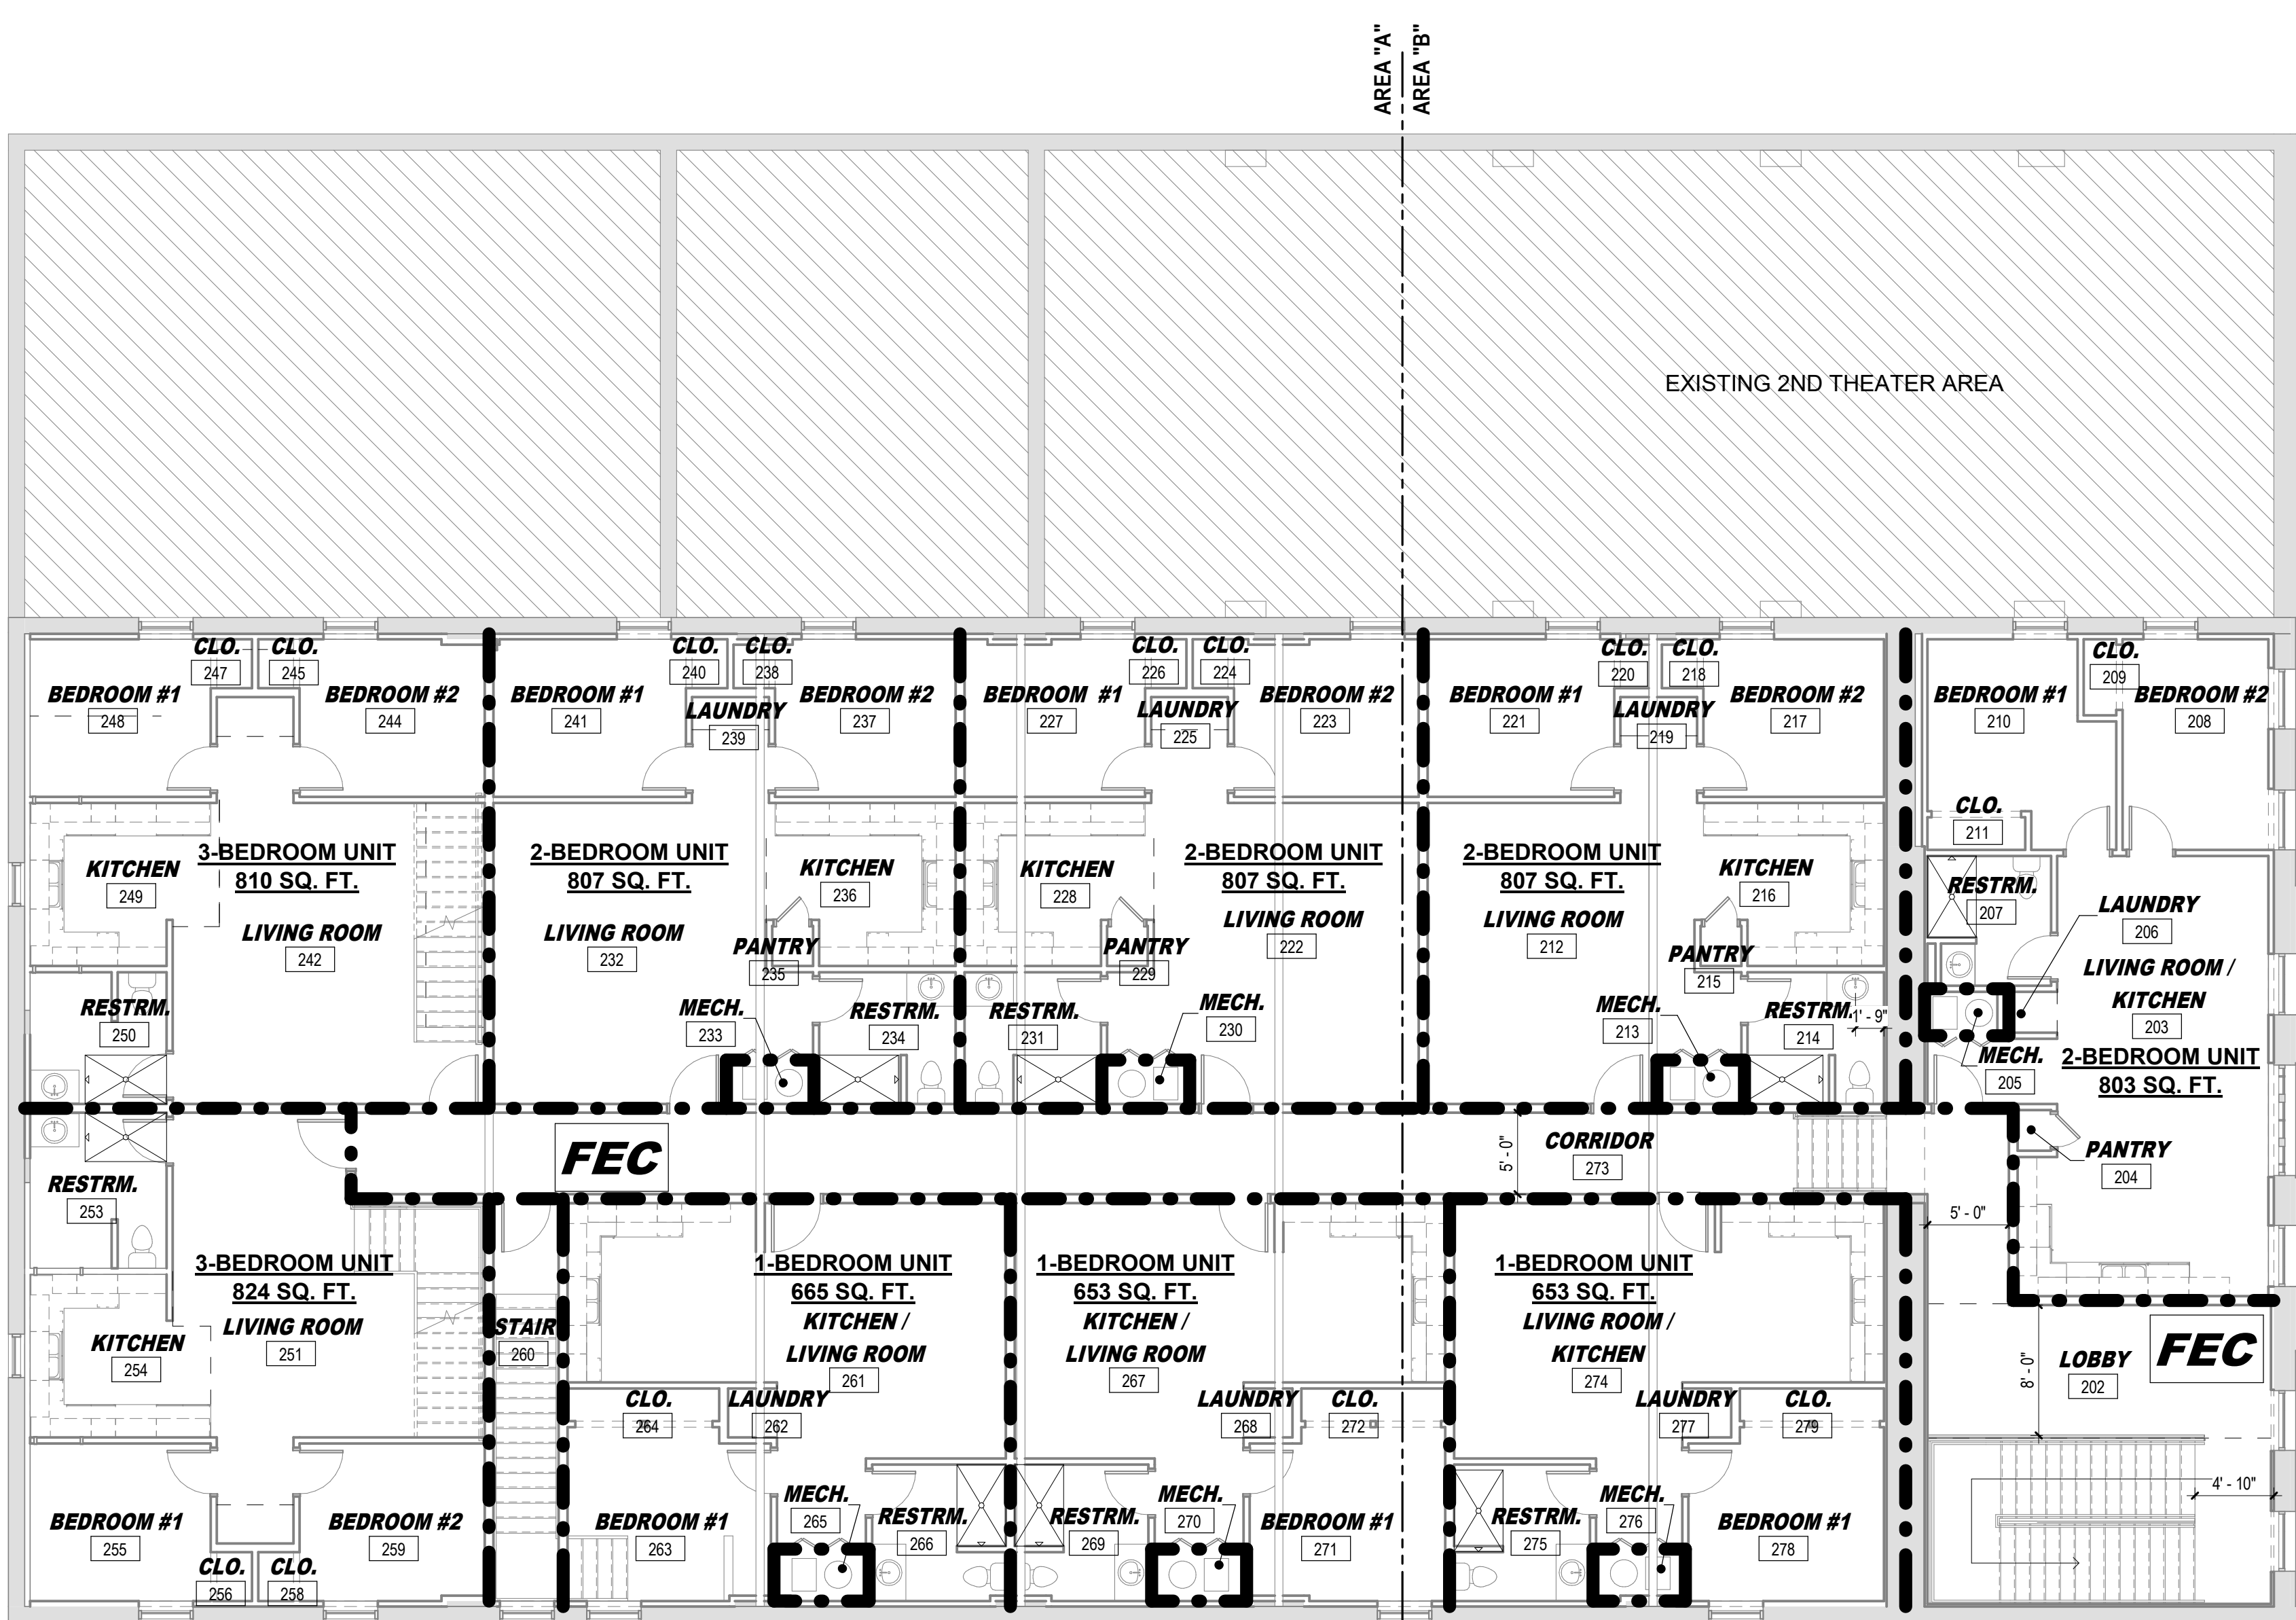 AREA "A"
AREA "B"
EXISTING 2ND THEATER AREA
CLO.
247
CLO.
245
BEDROOM #1
248
BEDROOM #2
244
BEDROOM #1
241
CLO.
240
CLO.
238
LAUNDRY
239
BEDROOM #2
237
BEDROOM #1
227
CLO.
226
CLO.
224
LAUNDRY
225
BEDROOM #2
223
BEDROOM #1
221
CLO.
220
CLO.
218
LAUNDRY
219
BEDROOM #2
217
BEDROOM #1
210
CLO.
209
BEDROOM #2
208
CLO.
211
KITCHEN
249
3-BEDROOM UNIT
810 SQ. FT.
LIVING ROOM
242
2-BEDROOM UNIT
807 SQ. FT.
LIVING ROOM
232
KITCHEN
236
PANTRY
235
KITCHEN
228
PANTRY
229
2-BEDROOM UNIT
807 SQ. FT.
LIVING ROOM
222
2-BEDROOM UNIT
807 SQ. FT.
LIVING ROOM
212
KITCHEN
216
PANTRY
215
RESTRM.
207
LAUNDRY
206
LIVING ROOM /
KITCHEN
203
2-BEDROOM UNIT
803 SQ. FT.
RESTRM.
250
MECH.
233
RESTRM.
234
RESTRM.
231
MECH.
230
MECH.
213
RESTRM.
214
1' - 9"
MECH.
205
FEC
5' - 0"
CORRIDOR
273
PANTRY
204
5' - 0"
RESTRM.
253
3-BEDROOM UNIT
824 SQ. FT.
LIVING ROOM
251
KITCHEN
254
STAIR
260
1-BEDROOM UNIT
665 SQ. FT.
KITCHEN /
LIVING ROOM
261
1-BEDROOM UNIT
653 SQ. FT.
KITCHEN /
LIVING ROOM
267
1-BEDROOM UNIT
653 SQ. FT.
LIVING ROOM /
KITCHEN
274
8' - 0"
LOBBY
202
FEC
CLO.
264
LAUNDRY
262
LAUNDRY
268
CLO.
272
LAUNDRY
277
CLO.
279
4' - 10"
BEDROOM #1
255
BEDROOM #2
259
CLO.
256
CLO.
258
BEDROOM #1
263
MECH.
265
RESTRM.
266
RESTRM.
269
MECH.
270
BEDROOM #1
271
RESTRM.
275
MECH.
276
BEDROOM #1
278